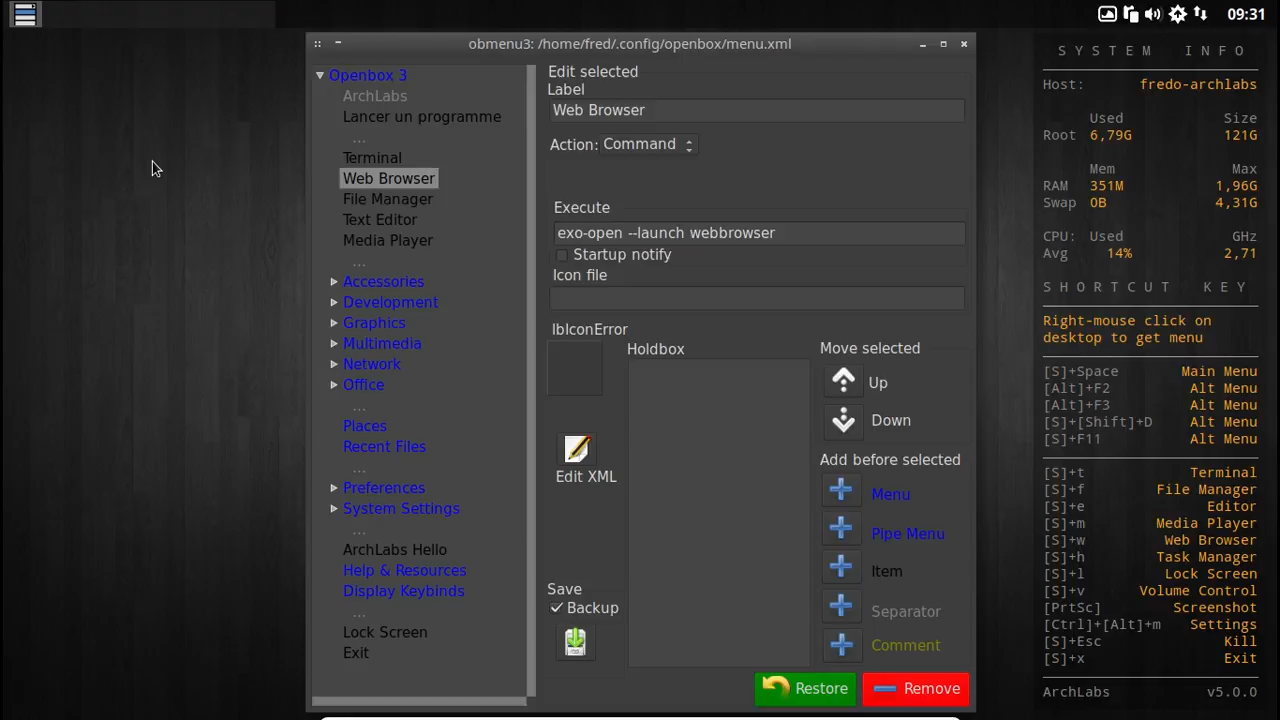 09:31
obmenu3: /home/fred/.config/openbox/menu.xml
Openbox 3
ArchLabs
Lancer un programme
...
Terminal
Web Browser
File Manager
Text Editor
Media Player
...
Accessories
Development
Graphics
Multimedia
Network
Office
...
Places
Recent Files
...
Preferences
System Settings
...
ArchLabs Hello
Help & Resources
Display Keybinds
...
Lock Screen
Exit
Edit selected
Label
Web Browser
Action: Command
Execute
exo-open --launch webbrowser
Startup notify
Icon file
lbIconError
Holdbox
Edit XML
Save
Backup
Move selected
Up
Down
Add before selected
Menu
Pipe Menu
Item
Separator
Comment
Restore
Remove
SYSTEM INFO
Host: fredo-archlabs
Used Size
Root 6,79G 121G
Mem Max
RAM 351M 1,96G
Swap 0B 4,31G
CPU: Used GHz
Avg 14% 2,71
SHORTCUT KEY
Right-mouse click on
desktop to get menu
[S]+Space Main Menu
[Alt]+F2 Alt Menu
[Alt]+F3 Alt Menu
[S]+[Shift]+D Alt Menu
[S]+F11 Alt Menu
[S]+t Terminal
[S]+f File Manager
[S]+e Editor
[S]+m Media Player
[S]+w Web Browser
[S]+h Task Manager
[S]+l Lock Screen
[S]+v Volume Control
[PrtSc] Screenshot
[Ctrl]+[Alt]+m Settings
[S]+Esc Kill
[S]+x Exit
ArchLabs v5.0.0